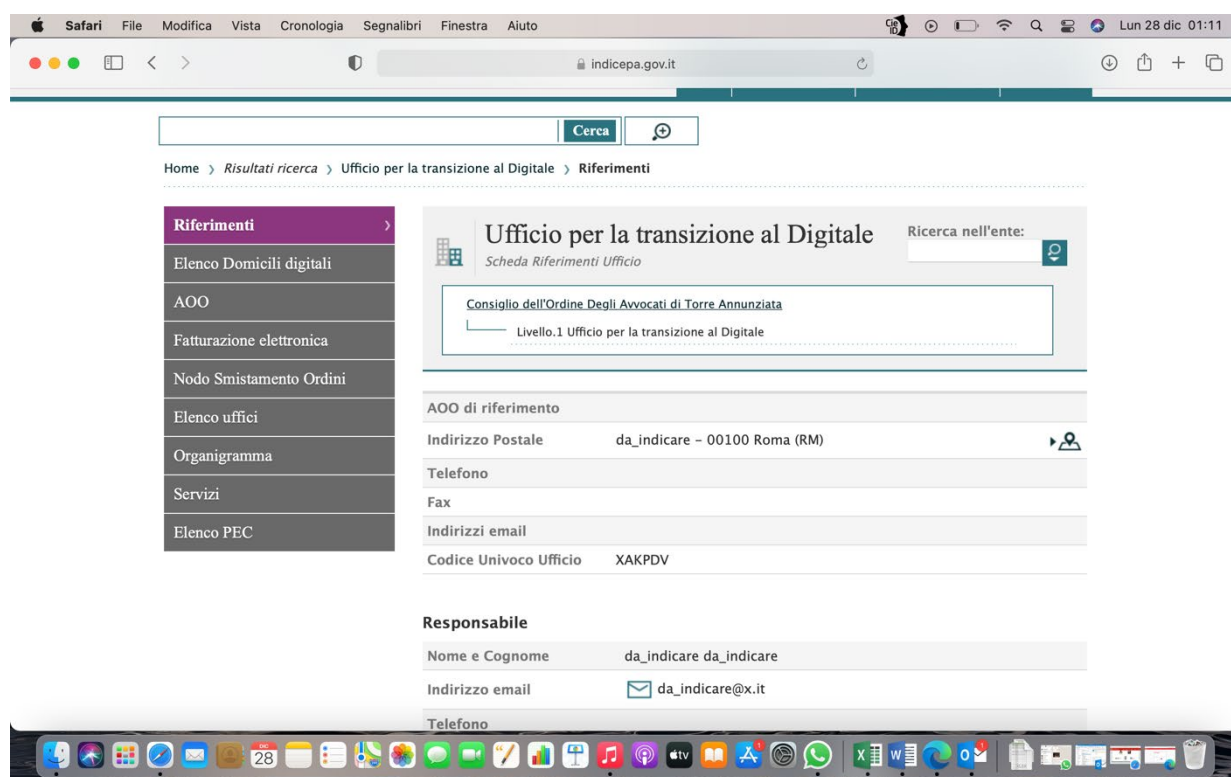 Safari File Modifica Vista Cronologia Segnalibri Finestra Aiuto Cie ID Lun 28 dic 01:11
indicepa.gov.it
Cerca
Home › Risultati ricerca › Ufficio per la transizione al Digitale › Riferimenti
Riferimenti
Elenco Domicili digitali
AOO
Fatturazione elettronica
Nodo Smistamento Ordini
Elenco uffici
Organigramma
Servizi
Elenco PEC
Ufficio per la transizione al Digitale
Scheda Riferimenti Ufficio
Ricerca nell'ente:
Consiglio dell'Ordine Degli Avvocati di Torre Annunziata
Livello.1 Ufficio per la transizione al Digitale
AOO di riferimento
Indirizzo Postale da_indicare - 00100 Roma (RM)
Telefono
Fax
Indirizzi email
Codice Univoco Ufficio XAKPDV
Responsabile
Nome e Cognome da_indicare da_indicare
Indirizzo email da_indicare@x.it
Telefono
DIC
28
tv